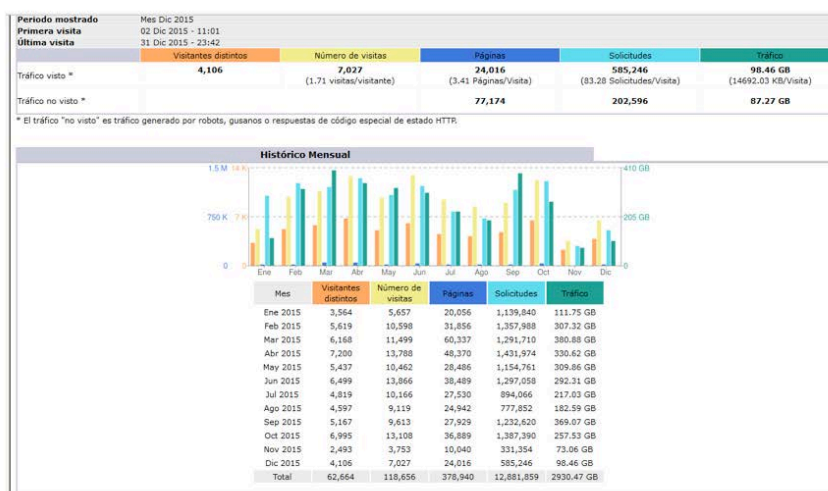 Periodo mostrado Mes Dic 2015
Primera visita 02 Dic 2015 - 11:01
Última visita 31 Dic 2015 - 23:42
Visitantes distintos Número de visitas Páginas Solicitudes Tráfico
Tráfico visto * 4,106 7,027 24,016 585,246 98.46 GB
(1.71 visitas/visitante) (3.41 Páginas/Visita) (83.28 Solicitudes/Visita) (14692.03 KB/Visita)
Tráfico no visto * 77,174 202,596 87.27 GB
* El tráfico "no visto" es tráfico generado por robots, gusanos o respuestas de código especial de estado HTTP.
Histórico Mensual
1.5 M 14 K 410 GB
750 K 7 K 205 GB
0 0 0
Ene Feb Mar Abr May Jun Jul Ago Sep Oct Nov Dic
Mes Visitantes distintos Número de visitas Páginas Solicitudes Tráfico
Ene 2015 3,564 5,657 20,056 1,139,840 111.75 GB
Feb 2015 5,619 10,598 31,856 1,357,988 307.32 GB
Mar 2015 6,168 11,499 60,337 1,291,710 380.88 GB
Abr 2015 7,200 13,788 48,370 1,431,974 330.62 GB
May 2015 5,437 10,462 28,486 1,154,761 309.86 GB
Jun 2015 6,499 13,866 38,489 1,297,058 292.31 GB
Jul 2015 4,819 10,166 27,530 894,066 217.03 GB
Ago 2015 4,597 9,119 24,942 777,852 182.59 GB
Sep 2015 5,167 9,613 27,929 1,232,620 369.07 GB
Oct 2015 6,995 13,108 36,889 1,387,390 257.53 GB
Nov 2015 2,493 3,753 10,040 331,354 73.06 GB
Dic 2015 4,106 7,027 24,016 585,246 98.46 GB
Total 62,664 118,656 378,940 12,881,859 2930.47 GB